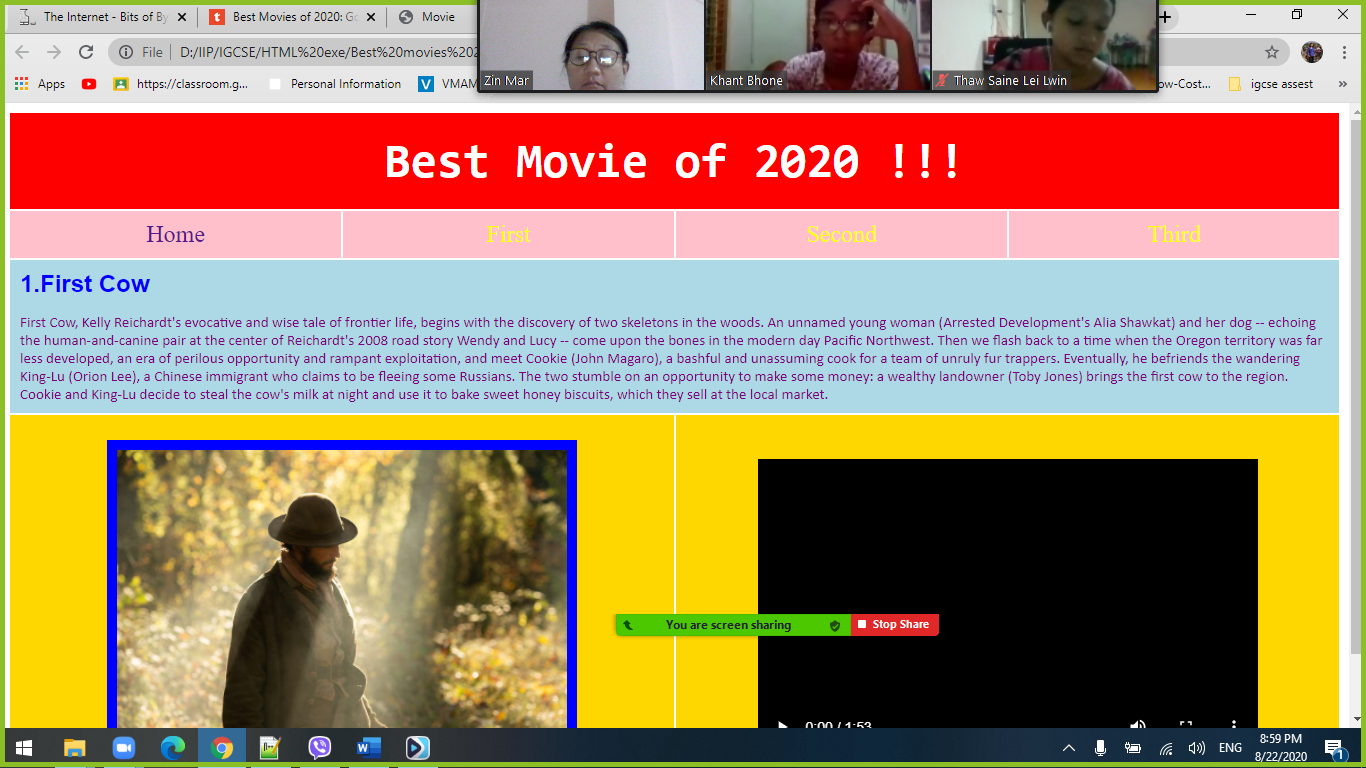 The Internet - Bits of By
Best Movies of 2020: Go
Movie
File
D:/IIP/IGCSE/HTML%20exe/Best%20movies%202
Apps
https://classroom.g...
Personal Information
VMAM
ow-Cost...
igcse assest
Zin Mar
Khant Bhone
Thaw Saine Lei Lwin
Best Movie of 2020 !!!
Home
First
Second
Third
1.First Cow
First Cow, Kelly Reichardt's evocative and wise tale of frontier life, begins with the discovery of two skeletons in the woods. An unnamed young woman (Arrested Development's Alia Shawkat) and her dog -- echoing
the human-and-canine pair at the center of Reichardt's 2008 road story Wendy and Lucy -- come upon the bones in the modern day Pacific Northwest. Then we flash back to a time when the Oregon territory was far
less developed, an era of perilous opportunity and rampant exploitation, and meet Cookie (John Magaro), a bashful and unassuming cook for a team of unruly fur trappers. Eventually, he befriends the wandering
King-Lu (Orion Lee), a Chinese immigrant who claims to be fleeing some Russians. The two stumble on an opportunity to make some money: a wealthy landowner (Toby Jones) brings the first cow to the region.
Cookie and King-Lu decide to steal the cow's milk at night and use it to bake sweet honey biscuits, which they sell at the local market.
You are screen sharing
Stop Share
0:00 / 1:53
ENG
8:59 PM
8/22/2020
1